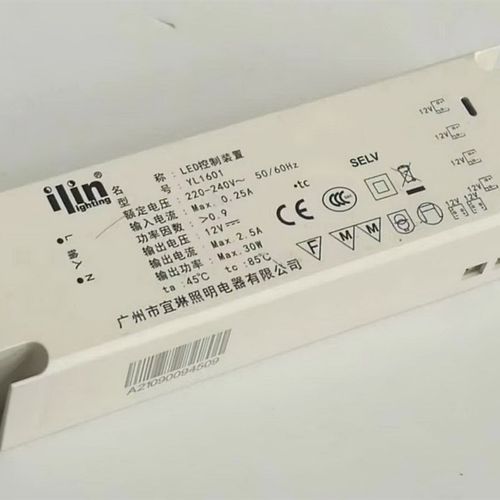 ilin®
lighting
名 称: LED控制装置
型 号: YL1601
额定电压: 220-240V~ 50/60Hz
输入电流: Max. 0.25A
功率因数: >0.9
输出电压: 12V⎓
输出电流: Max. 2.5A
输出功率: Max. 30W
ta :45℃ tc :85℃
广州市宜琳照明电器有限公司
L 输入 N
•tc
SELV
CE
CCC
F M M
12V
12V
12V
12V
12V
12V
A21090094509